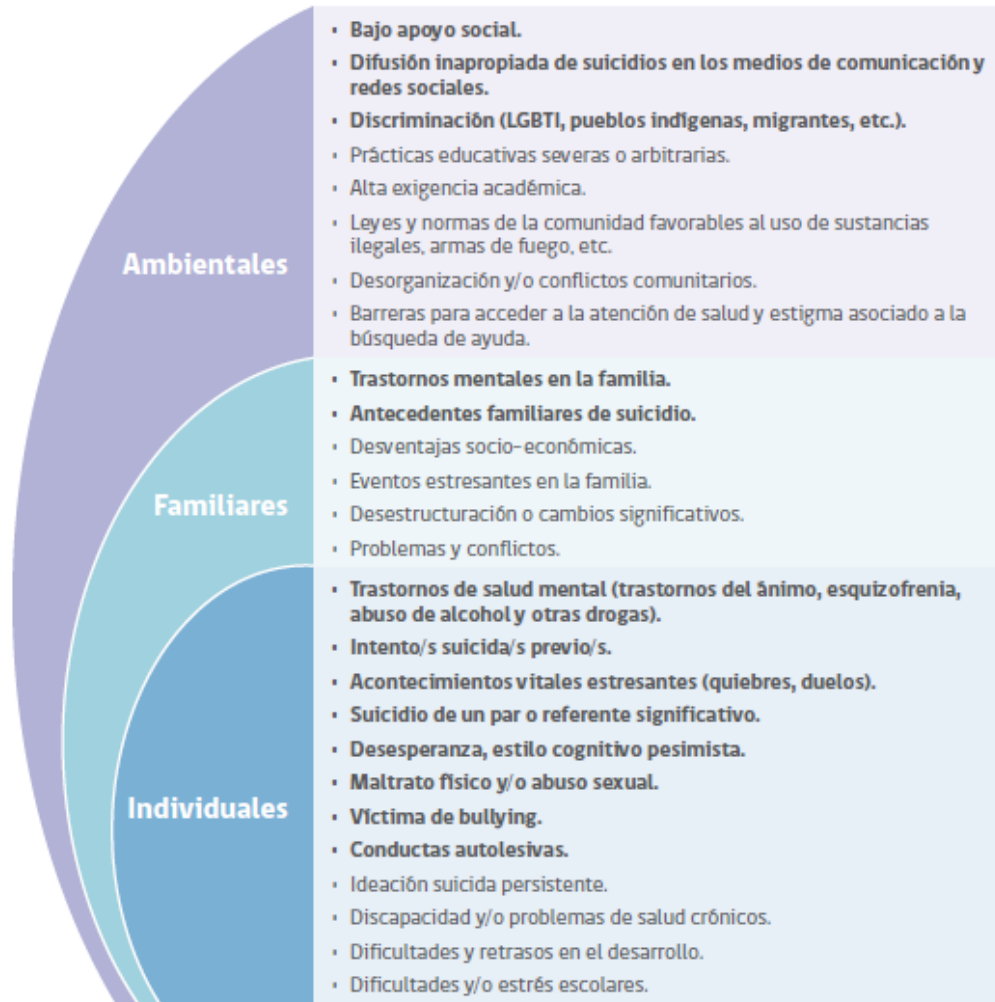 Ambientales
· Bajo apoyo social.
· Difusión inapropiada de suicidios en los medios de comunicación y
redes sociales.
· Discriminación (LGBTI, pueblos indígenas, migrantes, etc.).
· Prácticas educativas severas o arbitrarias.
· Alta exigencia académica.
· Leyes y normas de la comunidad favorables al uso de sustancias
ilegales, armas de fuego, etc.
· Desorganización y/o conflictos comunitarios.
· Barreras para acceder a la atención de salud y estigma asociado a la
búsqueda de ayuda.
Familiares
· Trastornos mentales en la familia.
· Antecedentes familiares de suicidio.
· Desventajas socio-económicas.
· Eventos estresantes en la familia.
· Desestructuración o cambios significativos.
· Problemas y conflictos.
Individuales
· Trastornos de salud mental (trastornos del ánimo, esquizofrenia,
abuso de alcohol y otras drogas).
· Intento/s suicida/s previo/s.
· Acontecimientos vitales estresantes (quiebres, duelos).
· Suicidio de un par o referente significativo.
· Desesperanza, estilo cognitivo pesimista.
· Maltrato físico y/o abuso sexual.
· Víctima de bullying.
· Conductas autolesivas.
· Ideación suicida persistente.
· Discapacidad y/o problemas de salud crónicos.
· Dificultades y retrasos en el desarrollo.
· Dificultades y/o estrés escolares.